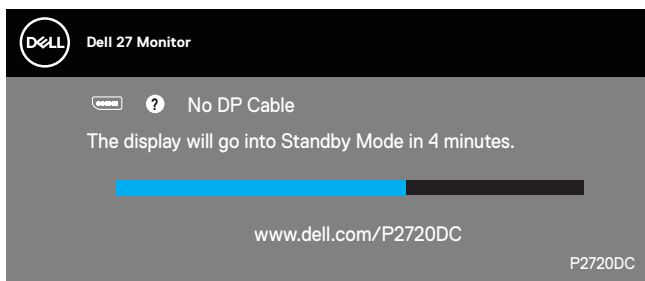 DELL
Dell 27 Monitor
? No DP Cable
The display will go into Standby Mode in 4 minutes.
www.dell.com/P2720DC
P2720DC